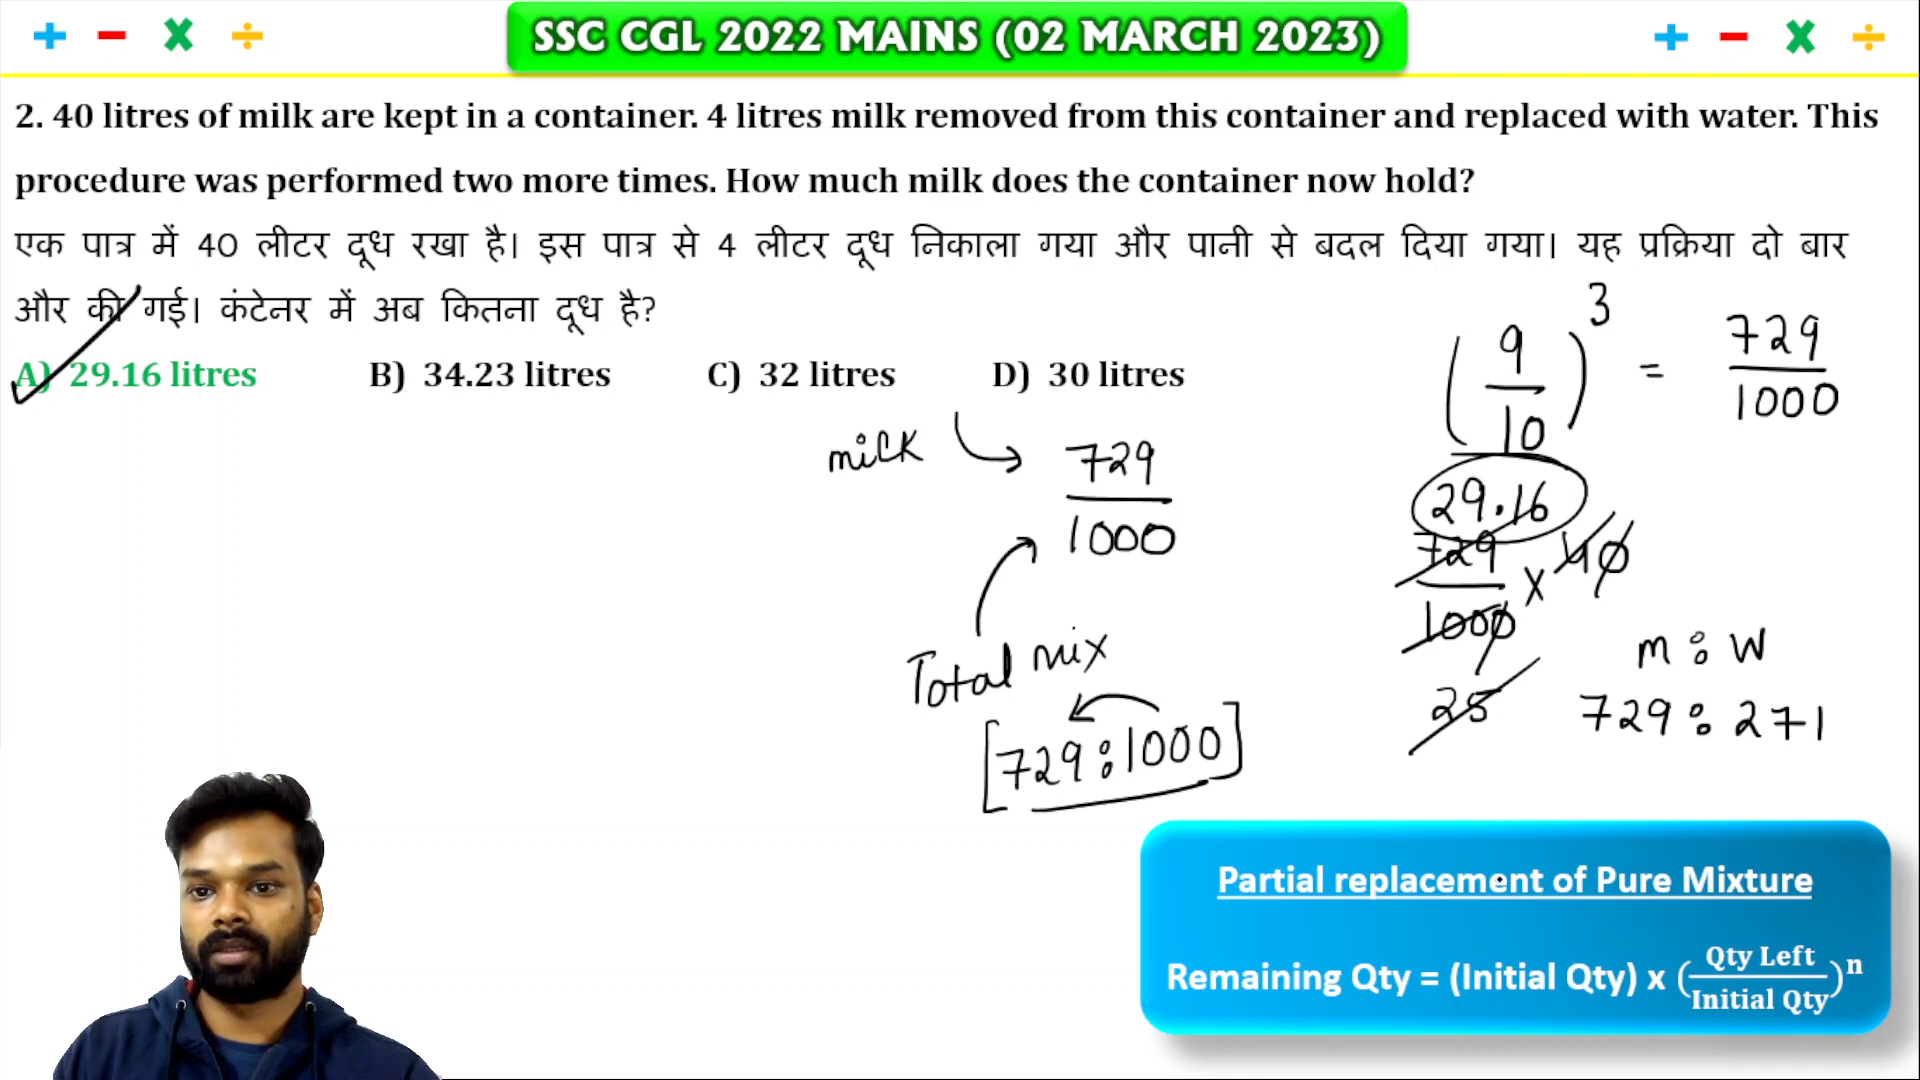 SSC CGL 2022 MAINS (02 MARCH 2023)
2. 40 litres of milk are kept in a container. 4 litres milk removed from this container and replaced with water. This
procedure was performed two more times. How much milk does the container now hold?
एक पात्र में 40 लीटर दूध रखा है। इस पात्र से 4 लीटर दूध निकाला गया और पानी से बदल दिया गया। यह प्रक्रिया दो बार
और की गई। कंटेनर में अब कितना दूध है?
A) 29.16 litres B) 34.23 litres C) 32 litres D) 30 litres
(9/10)³ = 729/1000
milk 729
1000
Total mix
[729:1000]
29.16
729/1000 x 40
25
m : W
729 : 271
Partial replacement of Pure Mixture
Remaining Qty = (Initial Qty) x (Qty Left/Initial Qty)ⁿ